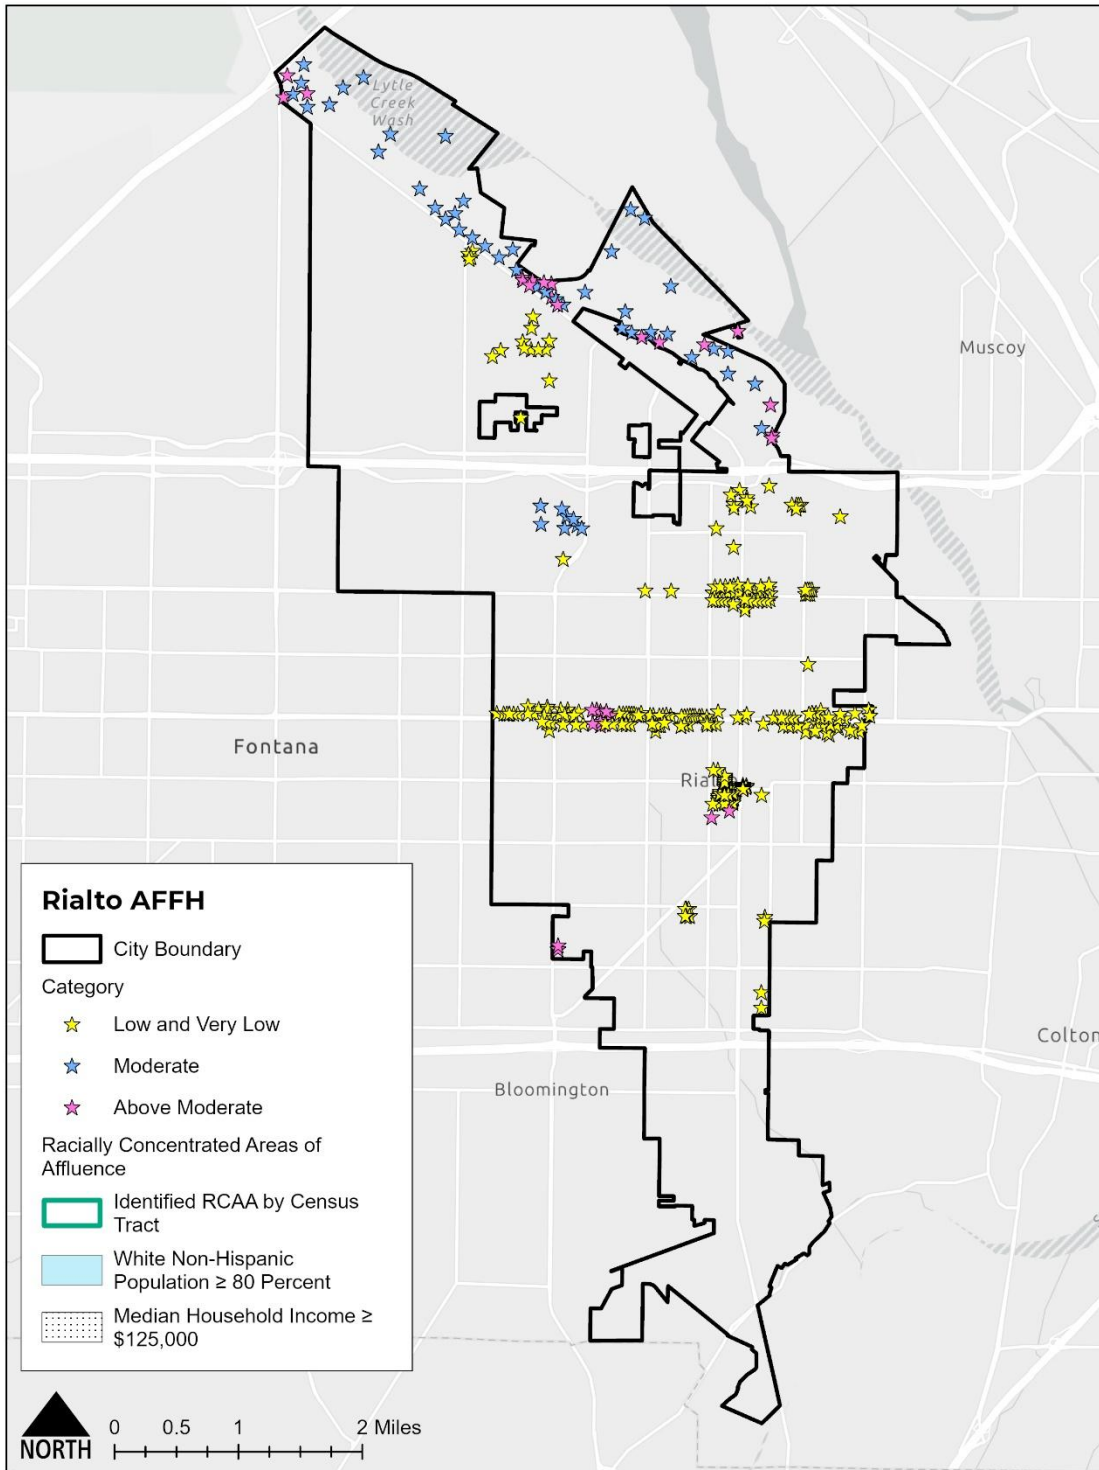 Lytle
Creek
Wash
Muscoy
Fontana
Colton
Bloomington
Rialto AFFH
City Boundary
Category
Low and Very Low
Moderate
Above Moderate
Racially Concentrated Areas of
Affluence
Identified RCAA by Census
Tract
White Non-Hispanic
Population ≥ 80 Percent
Median Household Income ≥
$125,000
NORTH
0 0.5 1 2 Miles